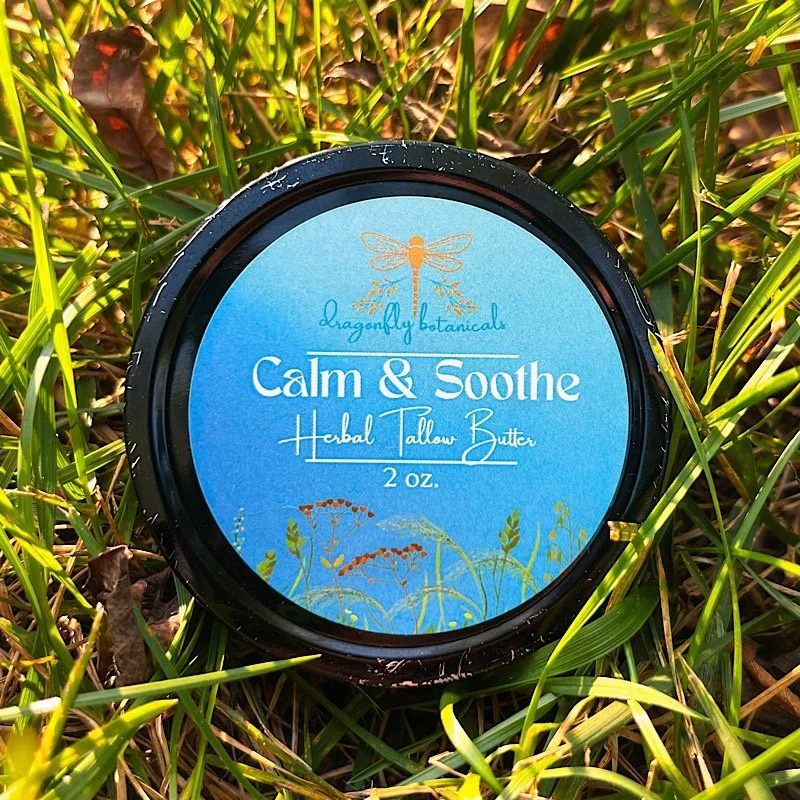 dragonfly botanicals
Calm & Soothe
Herbal Tallow Butter
2 oz.